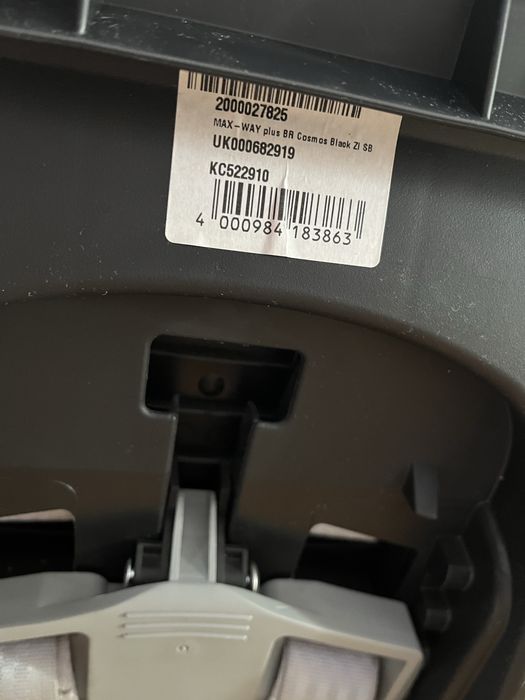 2000027825
MAX-WAY plus BR Cosmos Black ZI SB
UK000682919
KC522910
4 000984 183863